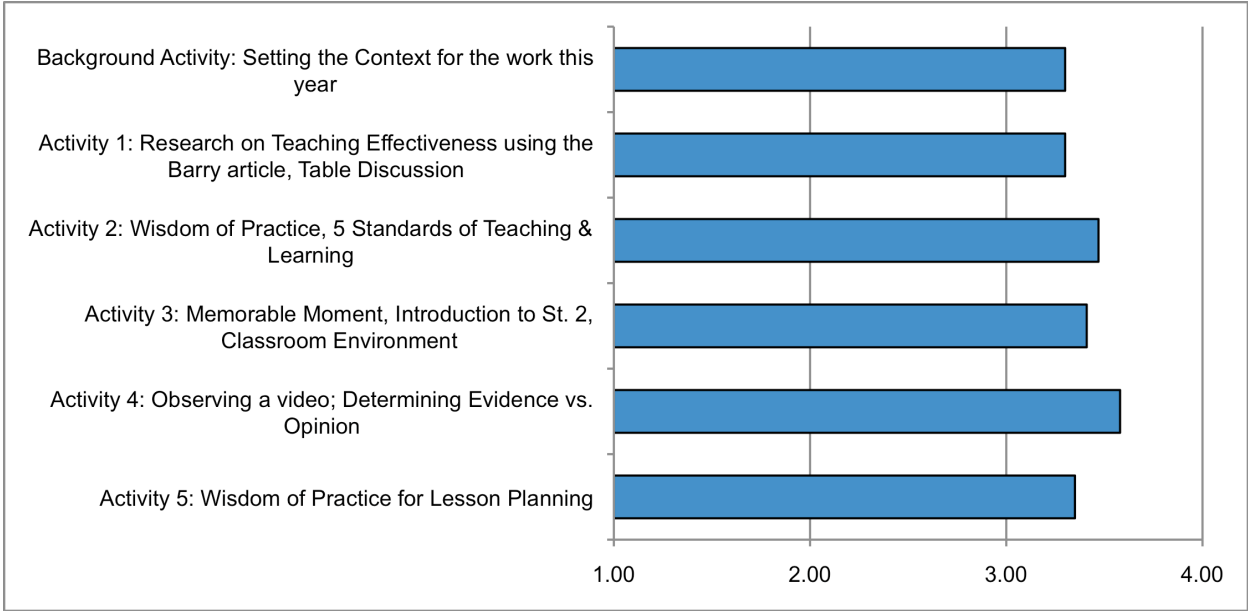 Background Activity: Setting the Context for the work this
year
Activity 1: Research on Teaching Effectiveness using the
Barry article, Table Discussion
Activity 2: Wisdom of Practice, 5 Standards of Teaching &
Learning
Activity 3: Memorable Moment, Introduction to St. 2,
Classroom Environment
Activity 4: Observing a video; Determining Evidence vs.
Opinion
Activity 5: Wisdom of Practice for Lesson Planning
1.00 2.00 3.00 4.00